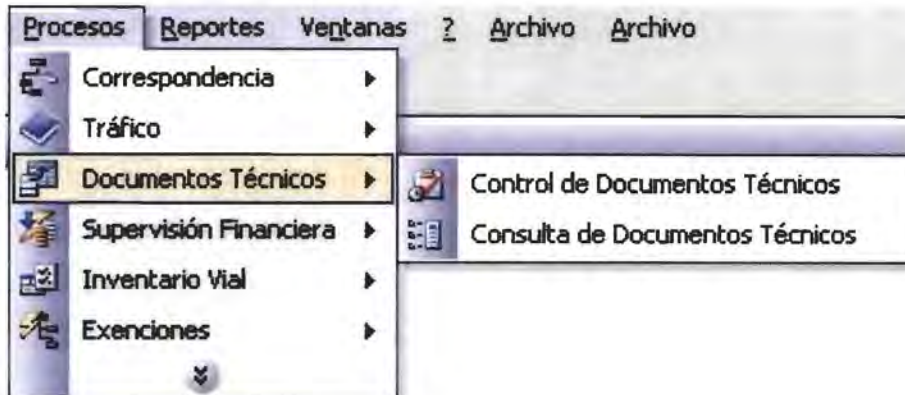 Procesos Reportes Ventanas ? Archivo Archivo
Correspondencia
Tráfico
Documentos Técnicos
Control de Documentos Técnicos
Supervisión Financiera
Consulta de Documentos Técnicos
Inventario Vial
Exenciones